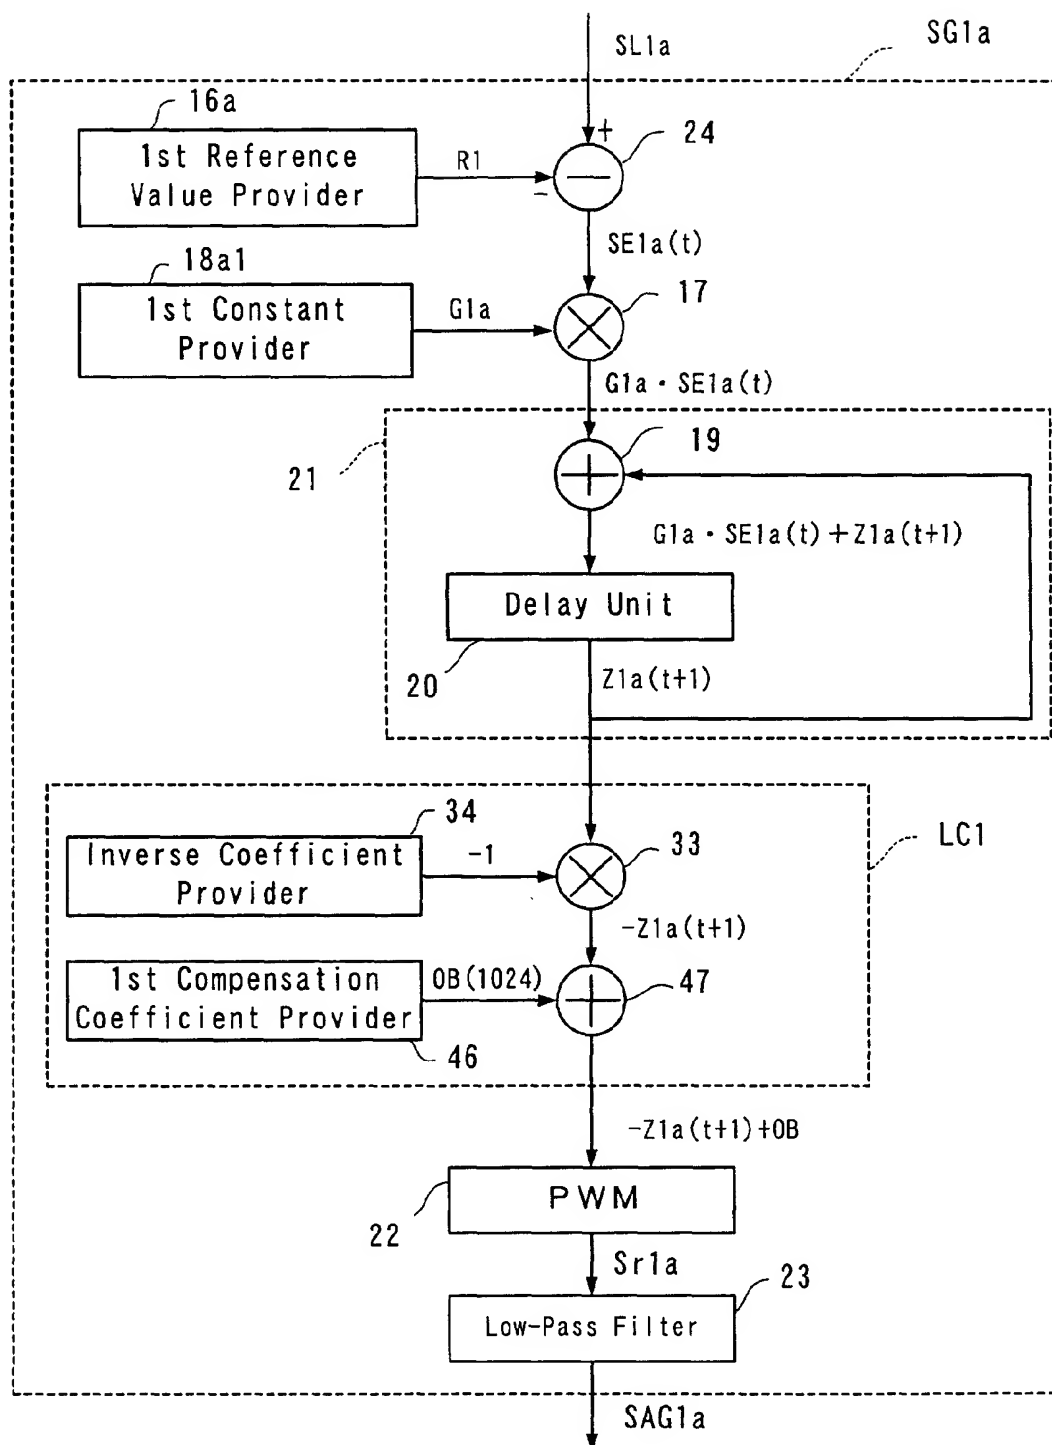 SL1a
SG1a
16a
1st Reference
Value Provider
R1
+
-
24
SE1a(t)
18a1
1st Constant
Provider
G1a
17
G1a・SE1a(t)
21
19
G1a・SE1a(t)+Z1a(t+1)
Delay Unit
20
Z1a(t+1)
34
Inverse Coefficient
Provider
-1
33
LC1
-Z1a(t+1)
1st Compensation
Coefficient Provider
OB(1024)
47
46
-Z1a(t+1)+OB
PWM
22
Sr1a
23
Low-Pass Filter
SAG1a